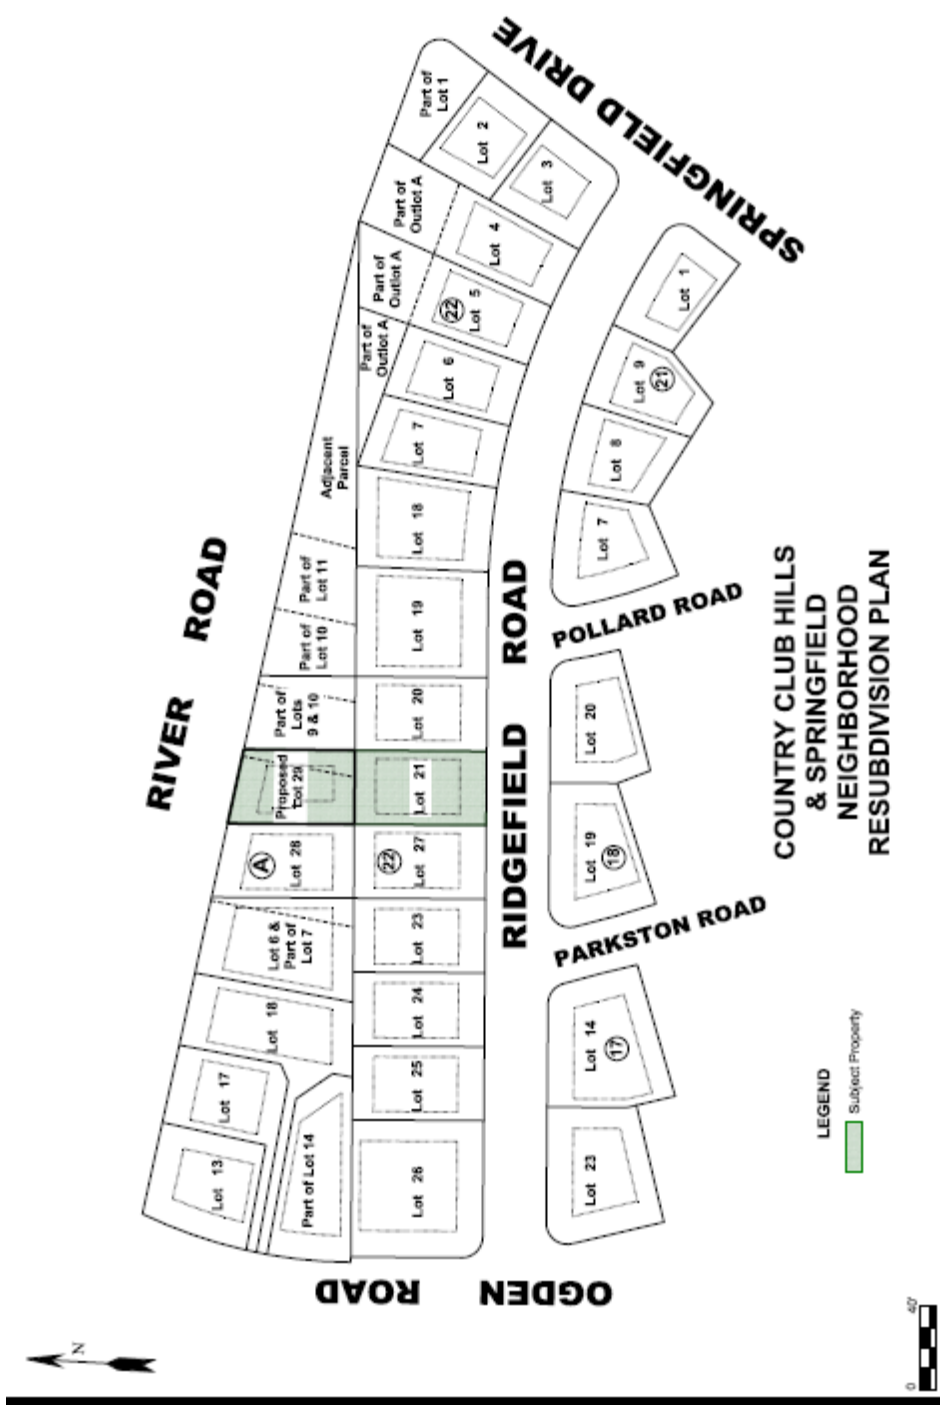 SPRINGFIELD DRIVE
Part of
Lot 1
Lot 2
Lot 3
Part of
Outlot A
Lot 4
Part of
Outlot A
22
Lot 5
Part of
Outlot A
Lot 6
Lot 7
Adjacent
Parcel
Lot 18
Part of
Lot 11
Part of
Lot 10
Lot 19
Part of
Lots
9 & 10
Lot 20
Proposed
Lot 29
Lot 21
A
Lot 28
22
Lot 27
Lot 6 &
Part of
Lot 7
Lot 23
Lot 18
Lot 24
Lot 17
Lot 25
Lot 13
Part of Lot 14
Lot 26
RIVER ROAD
RIDGEFIELD ROAD
Lot 1
Lot 9
21
Lot 8
Lot 7
POLLARD ROAD
Lot 20
Lot 19
18
PARKSTON ROAD
Lot 14
17
Lot 23
OGDEN ROAD
COUNTRY CLUB HILLS
& SPRINGFIELD
NEIGHBORHOOD
RESUBDIVISION PLAN
LEGEND
Subject Property
N
0 40'